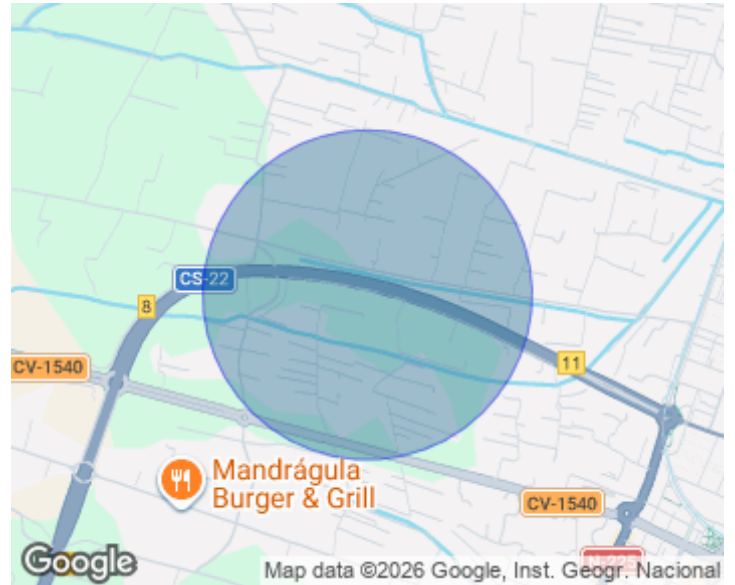 CS-22
8
CV-1540
11
Mandrágula
Burger & Grill
CV-1540
N-225
Google
Map data ©2026 Google, Inst. Geogr. Nacional